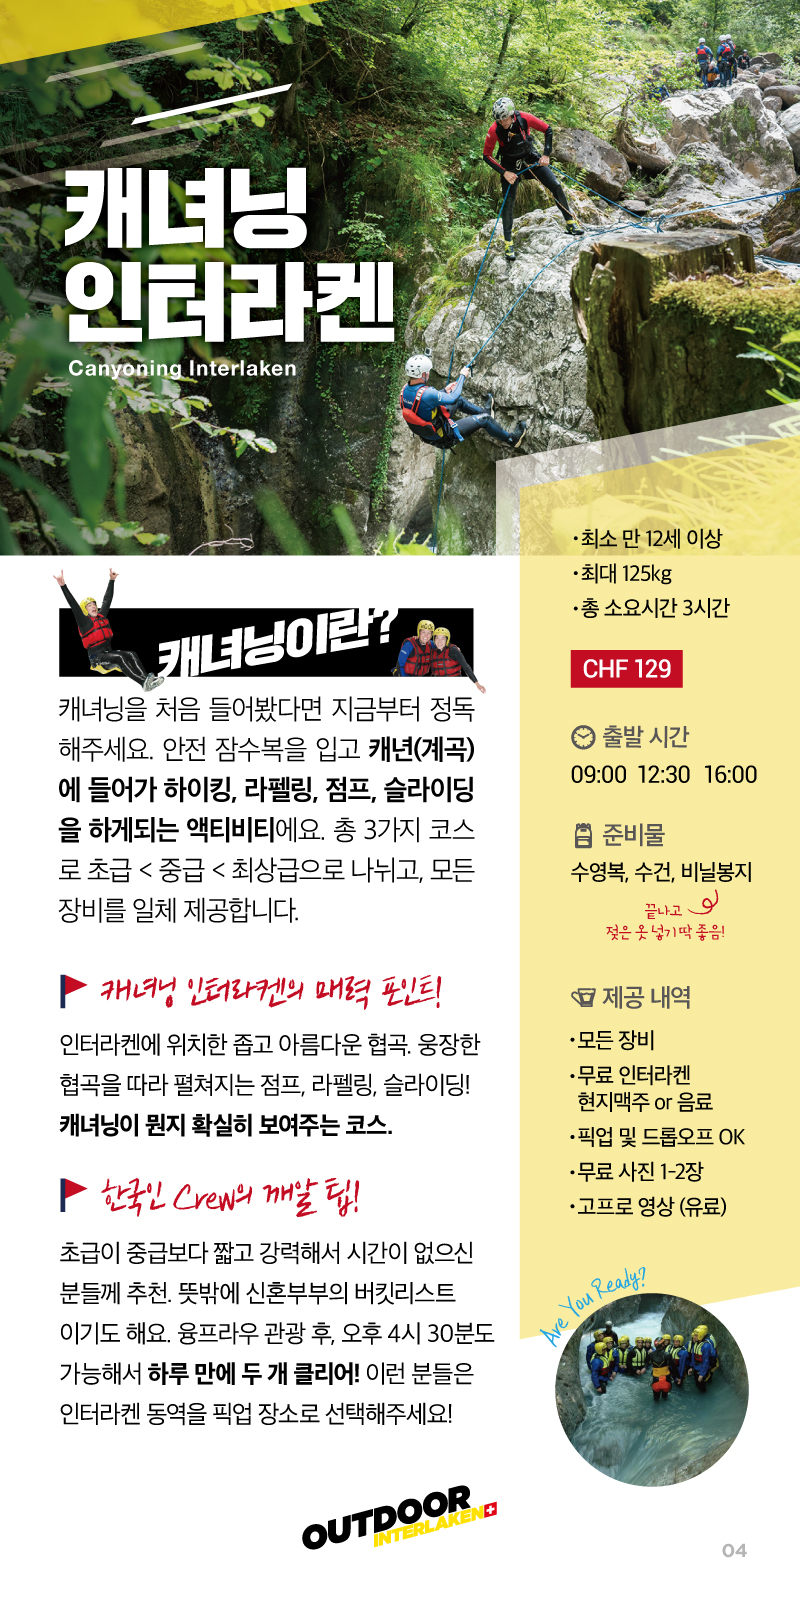 캐녀닝
인터라켄
Canyoning Interlaken
·최소 만 12세 이상
·최대 125kg
·총 소요시간 3시간
CHF 129
출발 시간
09:00 12:30 16:00
준비물
수영복, 수건, 비닐봉지
끝나고
젖은 옷 넣기 딱 좋음!
제공 내역
·모든 장비
·무료 인터라켄
현지맥주 or 음료
·픽업 및 드롭오프 OK
·무료 사진 1-2장
·고프로 영상 (유료)
캐녀닝이란?
캐녀닝을 처음 들어봤다면 지금부터 정독
해주세요. 안전 잠수복을 입고 캐년(계곡)
에 들어가 하이킹, 라펠링, 점프, 슬라이딩
을 하게되는 액티비티에요. 총 3가지 코스
로 초급 < 중급 < 최상급으로 나뉘고, 모든
장비를 일체 제공합니다.
캐녀닝 인터라켄의 매력 포인트!
인터라켄에 위치한 좁고 아름다운 협곡. 웅장한
협곡을 따라 펼쳐지는 점프, 라펠링, 슬라이딩!
캐녀닝이 뭔지 확실히 보여주는 코스.
한국인 Crew의 깨알 팁!
초급이 중급보다 짧고 강력해서 시간이 없으신
분들께 추천. 뜻밖에 신혼부부의 버킷리스트
이기도 해요. 융프라우 관광 후, 오후 4시 30분도
가능해서 하루 만에 두 개 클리어! 이런 분들은
인터라켄 동역을 픽업 장소로 선택해주세요!
Are You Ready?
OUTDOOR
INTERLAKEN
04